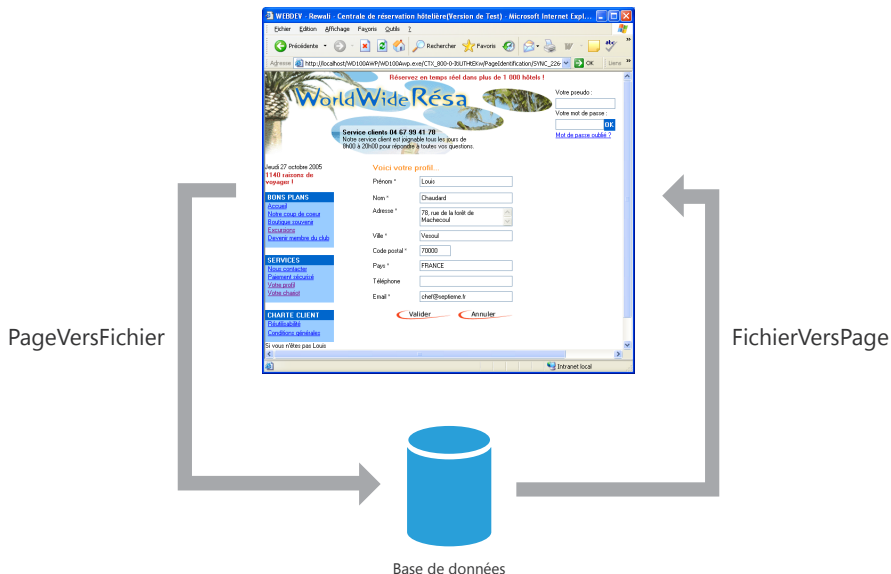 WEBDEV - Rewali - Centrale de réservation hôtelière(Version de Test) - Microsoft Internet Expl...
Fichier Edition Affichage Favoris Outils ?
Précédente Rechercher Favoris
Adresse http://localhost/WD100AWP/WD100Awp.exe/CTX_800-0-ItiUTHtEKw/PageIdentification/SYNC_226 OK Liens
Réservez en temps réel dans plus de 1 000 hôtels !
WorldWide Résa
Votre pseudo :
Votre mot de passe :
OK
Mot de passe oublié ?
Service clients 04 67 99 41 78
Notre service client est joignable tous les jours de
8h00 à 20h00 pour répondre à toutes vos questions.
Jeudi 27 octobre 2005
1140 raisons de
voyager !
BONS PLANS
Accueil
Notre coup de coeur
Boutique souvenir
Excursions
Devenir membre du club
SERVICES
Nous contacter
Paiement sécurisé
Votre profil
Votre chariot
CHARTE CLIENT
Conditions générales
Si vous n'êtes pas Louis
Voici votre profil...
Prénom * Louis
Nom * Chaudard
Adresse * 78, rue de la forêt de
Machecoul
Ville * Vesoul
Code postal * 70000
Pays * FRANCE
Téléphone
Email * chef@septieme.fr
Valider Annuler
Intranet local
PageVersFichier
FichierVersPage
Base de données